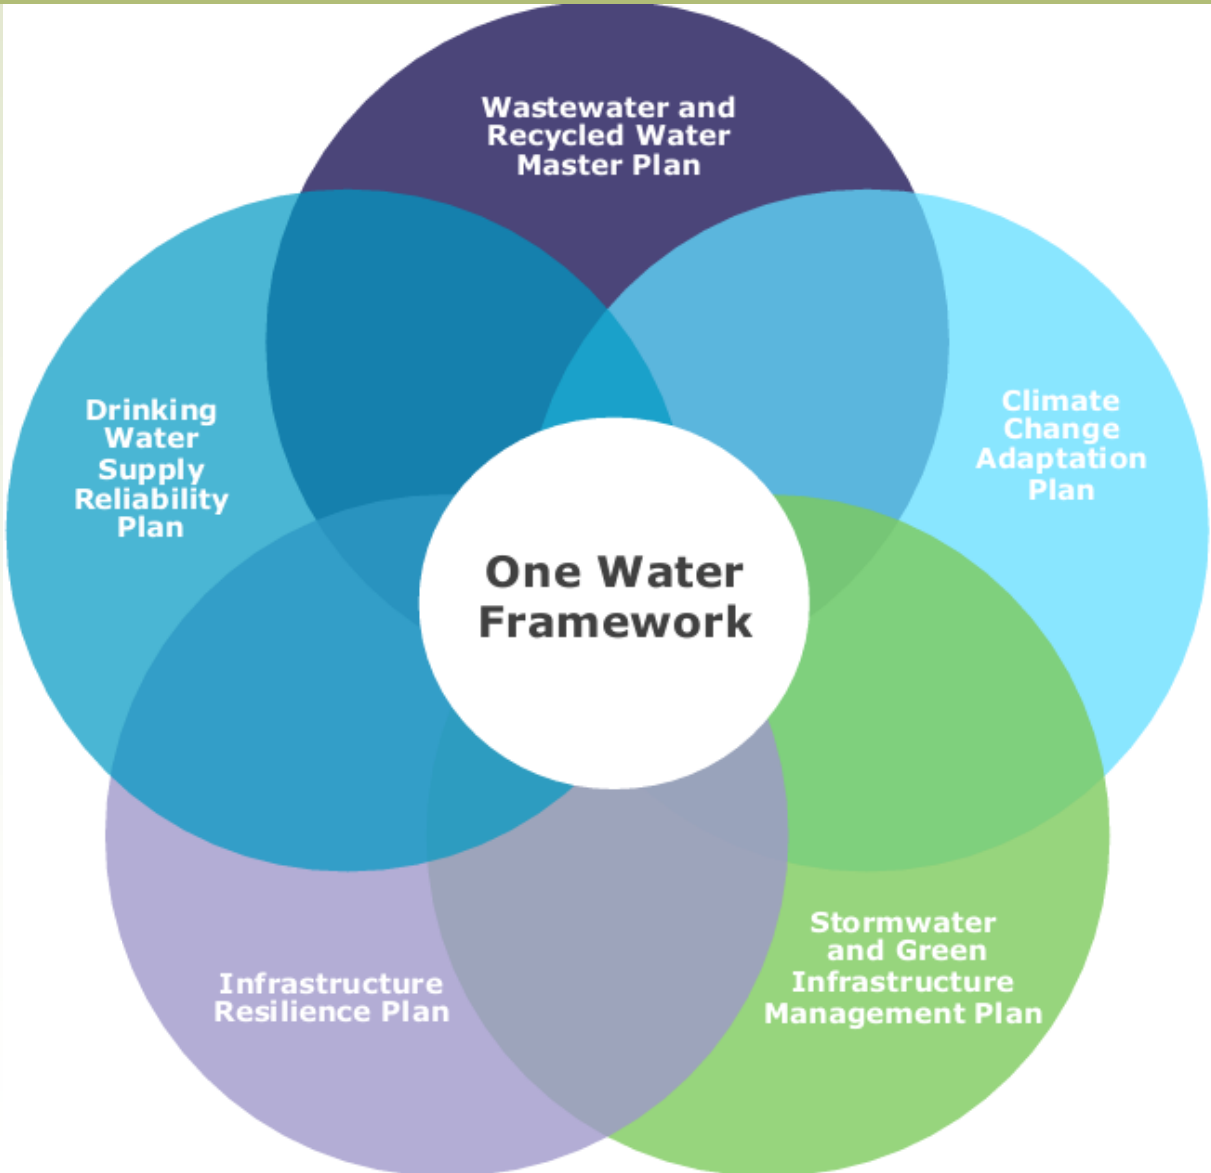 Wastewater and
Recycled Water
Master Plan
Drinking
Water
Supply
Reliability
Plan
Climate
Change
Adaptation
Plan
One Water
Framework
Infrastructure
Resilience Plan
Stormwater
and Green
Infrastructure
Management Plan